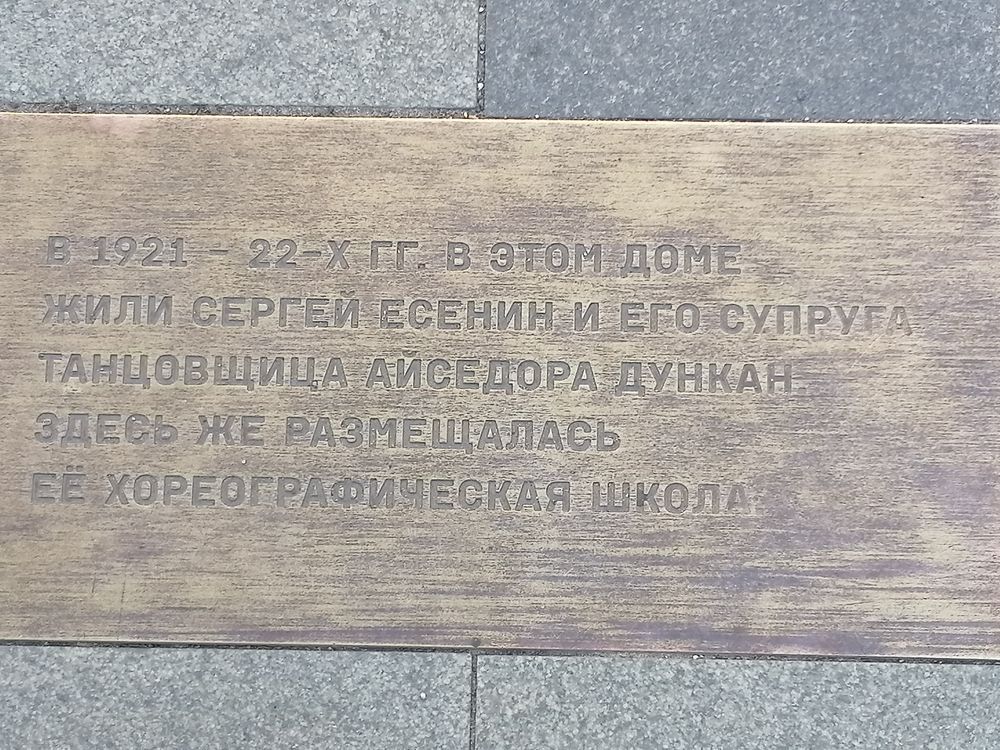 В 1921 – 22-Х ГГ. В ЭТОМ ДОМЕ
ЖИЛИ СЕРГЕЙ ЕСЕНИН И ЕГО СУПРУГА
ТАНЦОВЩИЦА АЙСЕДОРА ДУНКАН.
ЗДЕСЬ ЖЕ РАЗМЕЩАЛАСЬ
ЕЁ ХОРЕОГРАФИЧЕСКАЯ ШКОЛА.